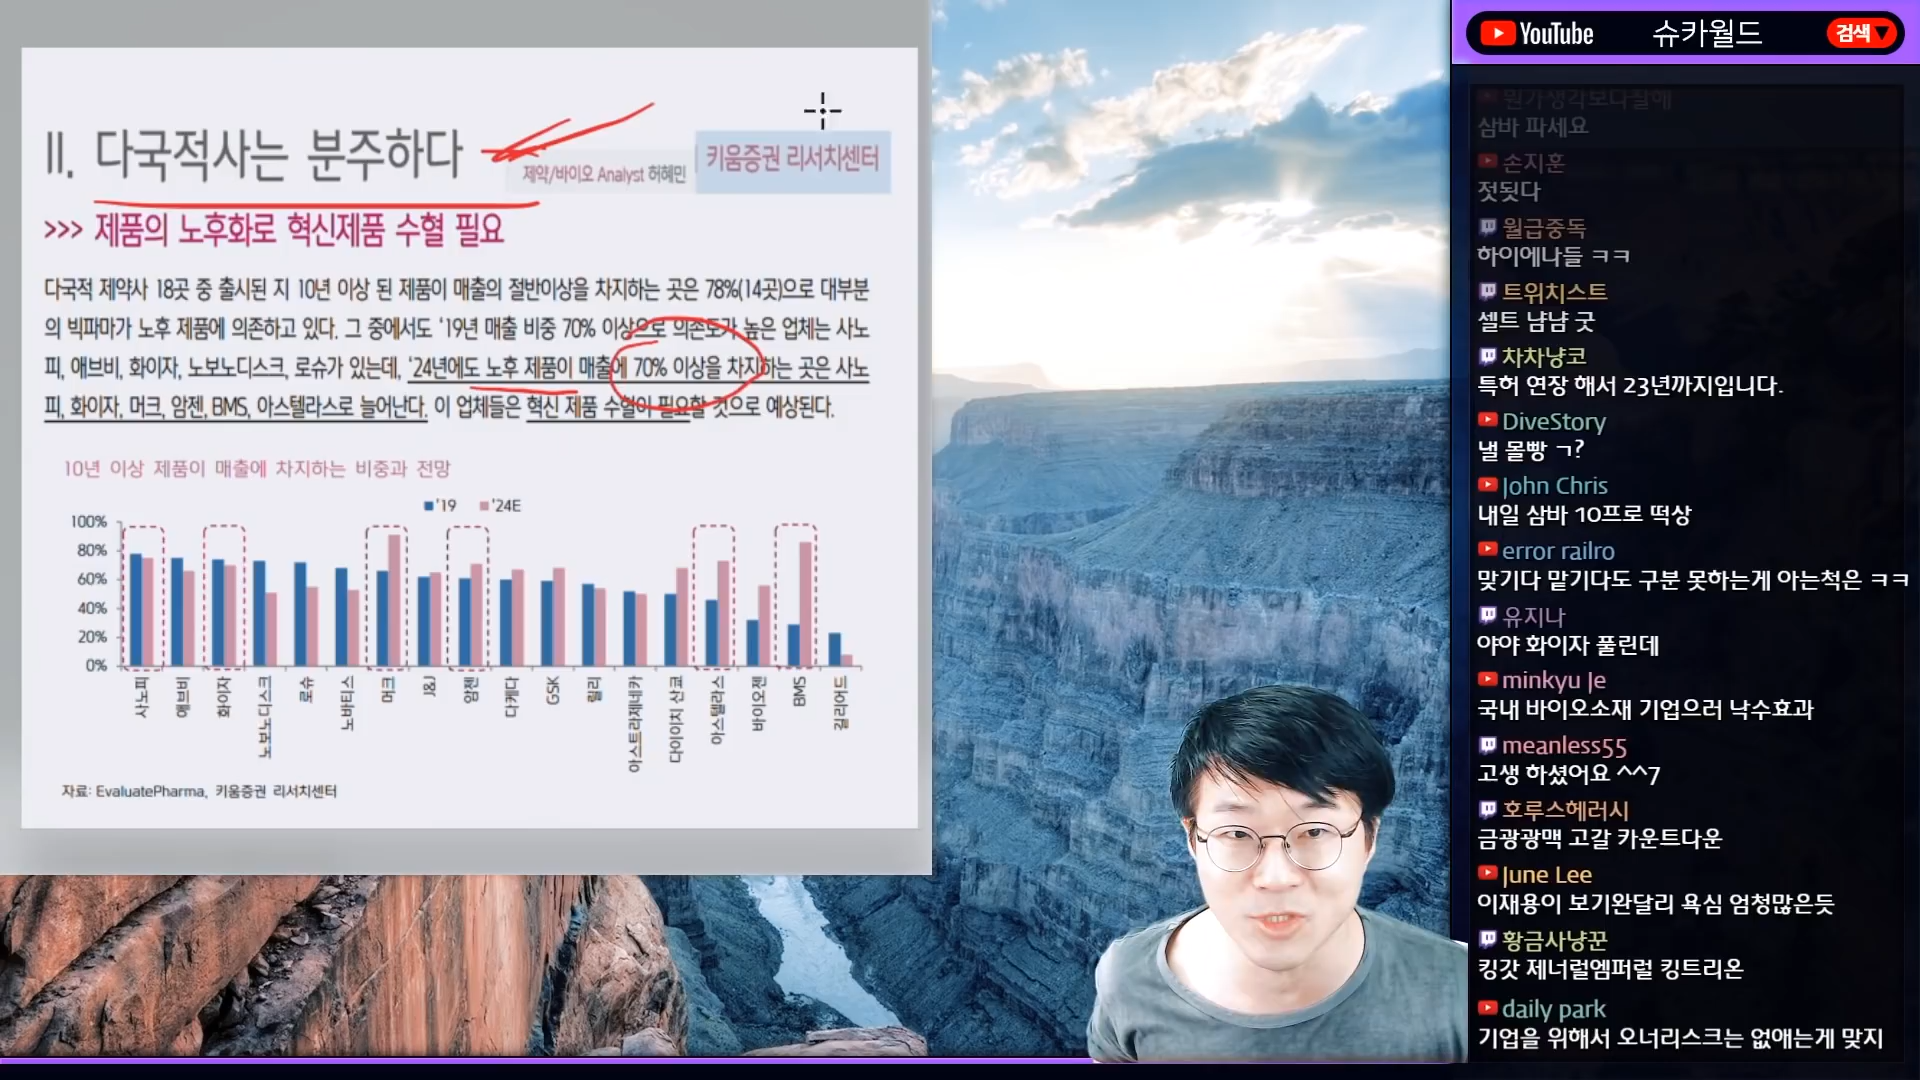 II. 다국적사는 분주하다
제약/바이오 Analyst 허혜민
키움증권 리서치센터
>>> 제품의 노후화로 혁신제품 수혈 필요
다국적 제약사 18곳 중 출시된 지 10년 이상 된 제품이 매출의 절반이상을 차지하는 곳은 78%(14곳)으로 대부분
의 빅파마가 노후 제품에 의존하고 있다. 그 중에서도 ‘19년 매출 비중 70% 이상으로 의존도가 높은 업체는 사노
피, 애브비, 화이자, 노보노디스크, 로슈가 있는데, ‘24년에도 노후 제품이 매출에 70% 이상을 차지하는 곳은 사노
피, 화이자, 머크, 암젠, BMS, 아스텔라스로 늘어난다. 이 업체들은 혁신 제품 수혈이 필요할 것으로 예상된다.
10년 이상 제품이 매출에 차지하는 비중과 전망
'19 '24E
100%
80%
60%
40%
20%
0%
사노피
애브비
화이자
노보노디스크
로슈
노바티스
머크
J&J
암젠
다케다
GSK
릴리
아스트라제네카
다이이치 산쿄
아스텔라스
바이오젠
BMS
길리어드
자료: EvaluatePharma, 키움증권 리서치센터
YouTube 슈카월드 검색▼
뭔가생각보다잘해
삼바 파세요
손지훈
젓됫다
월급중독
하이에나들 ㅋㅋ
트위치스트
셀트 냠냠 굿
차차냥코
특허 연장 해서 23년까지입니다.
DiveStory
낼 몰빵 ㄱ?
John Chris
내일 삼바 10프로 떡상
error railro
맞기다 맡기다도 구분 못하는게 아는척은 ㅋㅋ
유지나
야야 화이자 풀린데
minkyu Je
국내 바이오소재 기업으러 낙수효과
meanless55
고생 하셨어요 ^^7
호루스헤러시
금광광맥 고갈 카운트다운
June Lee
이재용이 보기완달리 욕심 엄청많은듯
황금사냥꾼
킹갓 제너럴엠퍼럴 킹트리온
daily park
기업을 위해서 오너리스크는 없애는게 맞지